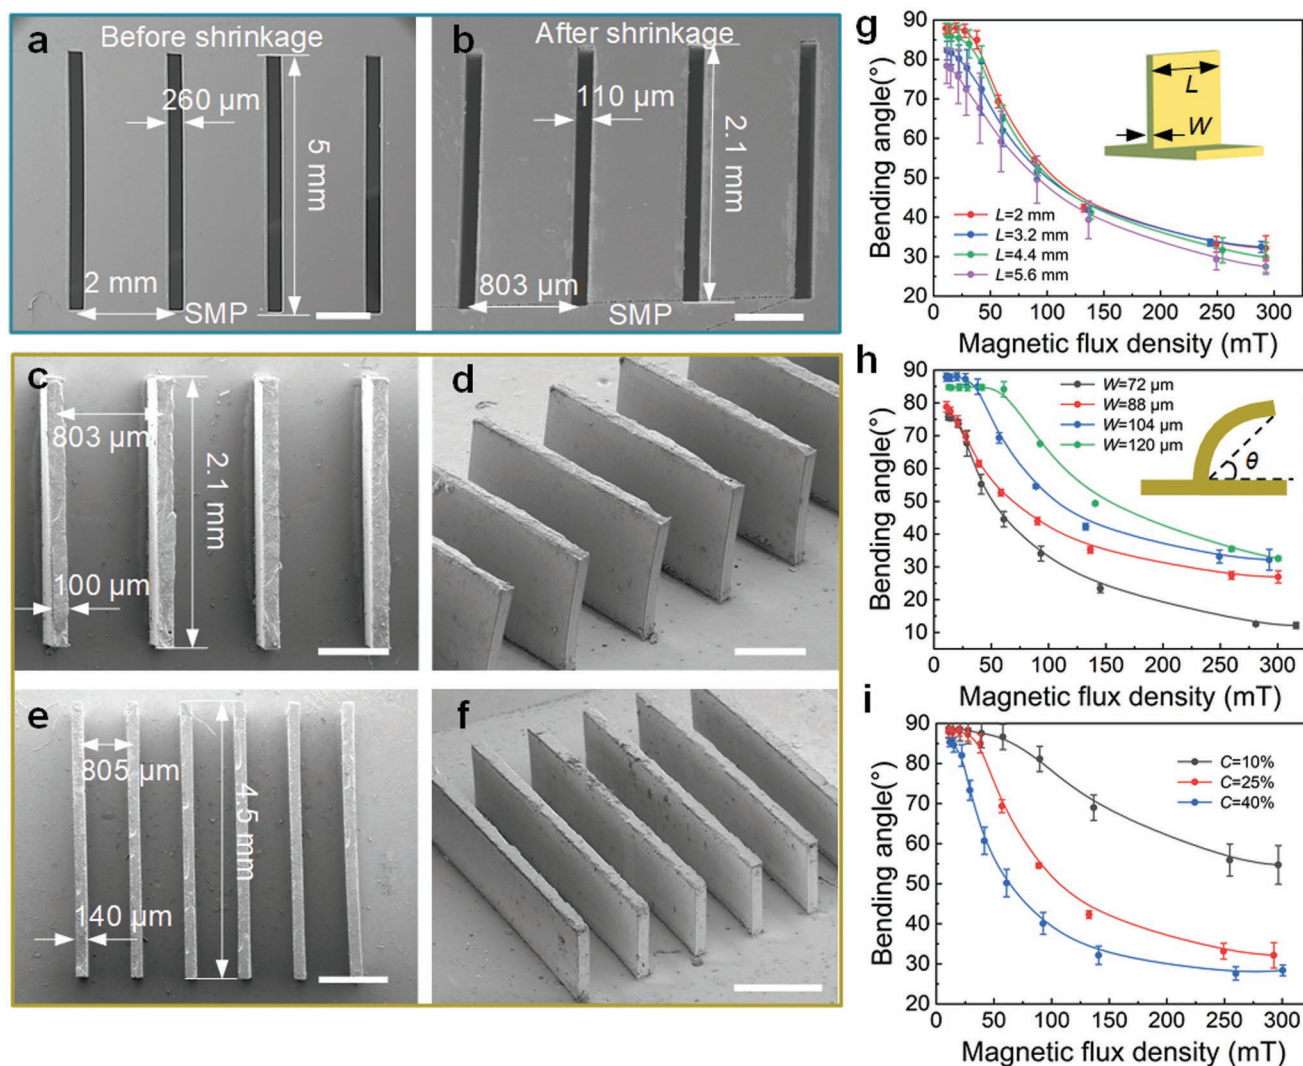 a
Before shrinkage
260 µm
5 mm
2 mm
SMP
b
After shrinkage
110 µm
2.1 mm
803 µm
SMP
c
803 µm
2.1 mm
100 µm
d
e
805 µm
4.5 mm
140 µm
f
g
90
80
70
60
50
40
30
20
Bending angle(°)
L
W
L=2 mm
L=3.2 mm
L=4.4 mm
L=5.6 mm
0 50 100 150 200 250 300
Magnetic flux density (mT)
h
90
80
70
60
50
40
30
20
10
Bending angle(°)
W=72 µm
W=88 µm
W=104 µm
W=120 µm
θ
0 50 100 150 200 250 300
Magnetic flux density (mT)
i
90
80
70
60
50
40
30
20
Bending angle(°)
C=10%
C=25%
C=40%
0 50 100 150 200 250 300
Magnetic flux density (mT)